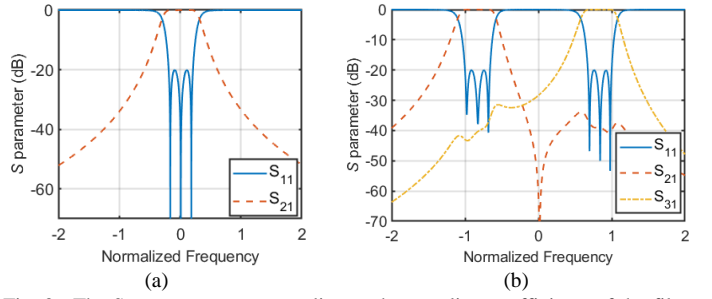 0
-20
-40
-60
S parameter (dB)
-2
-1
0
1
2
Normalized Frequency
S11
S21
(a)
0
-10
-20
-30
-40
-50
-60
-70
S parameter (dB)
-2
-1
0
1
2
Normalized Frequency
S11
S21
S31
(b)